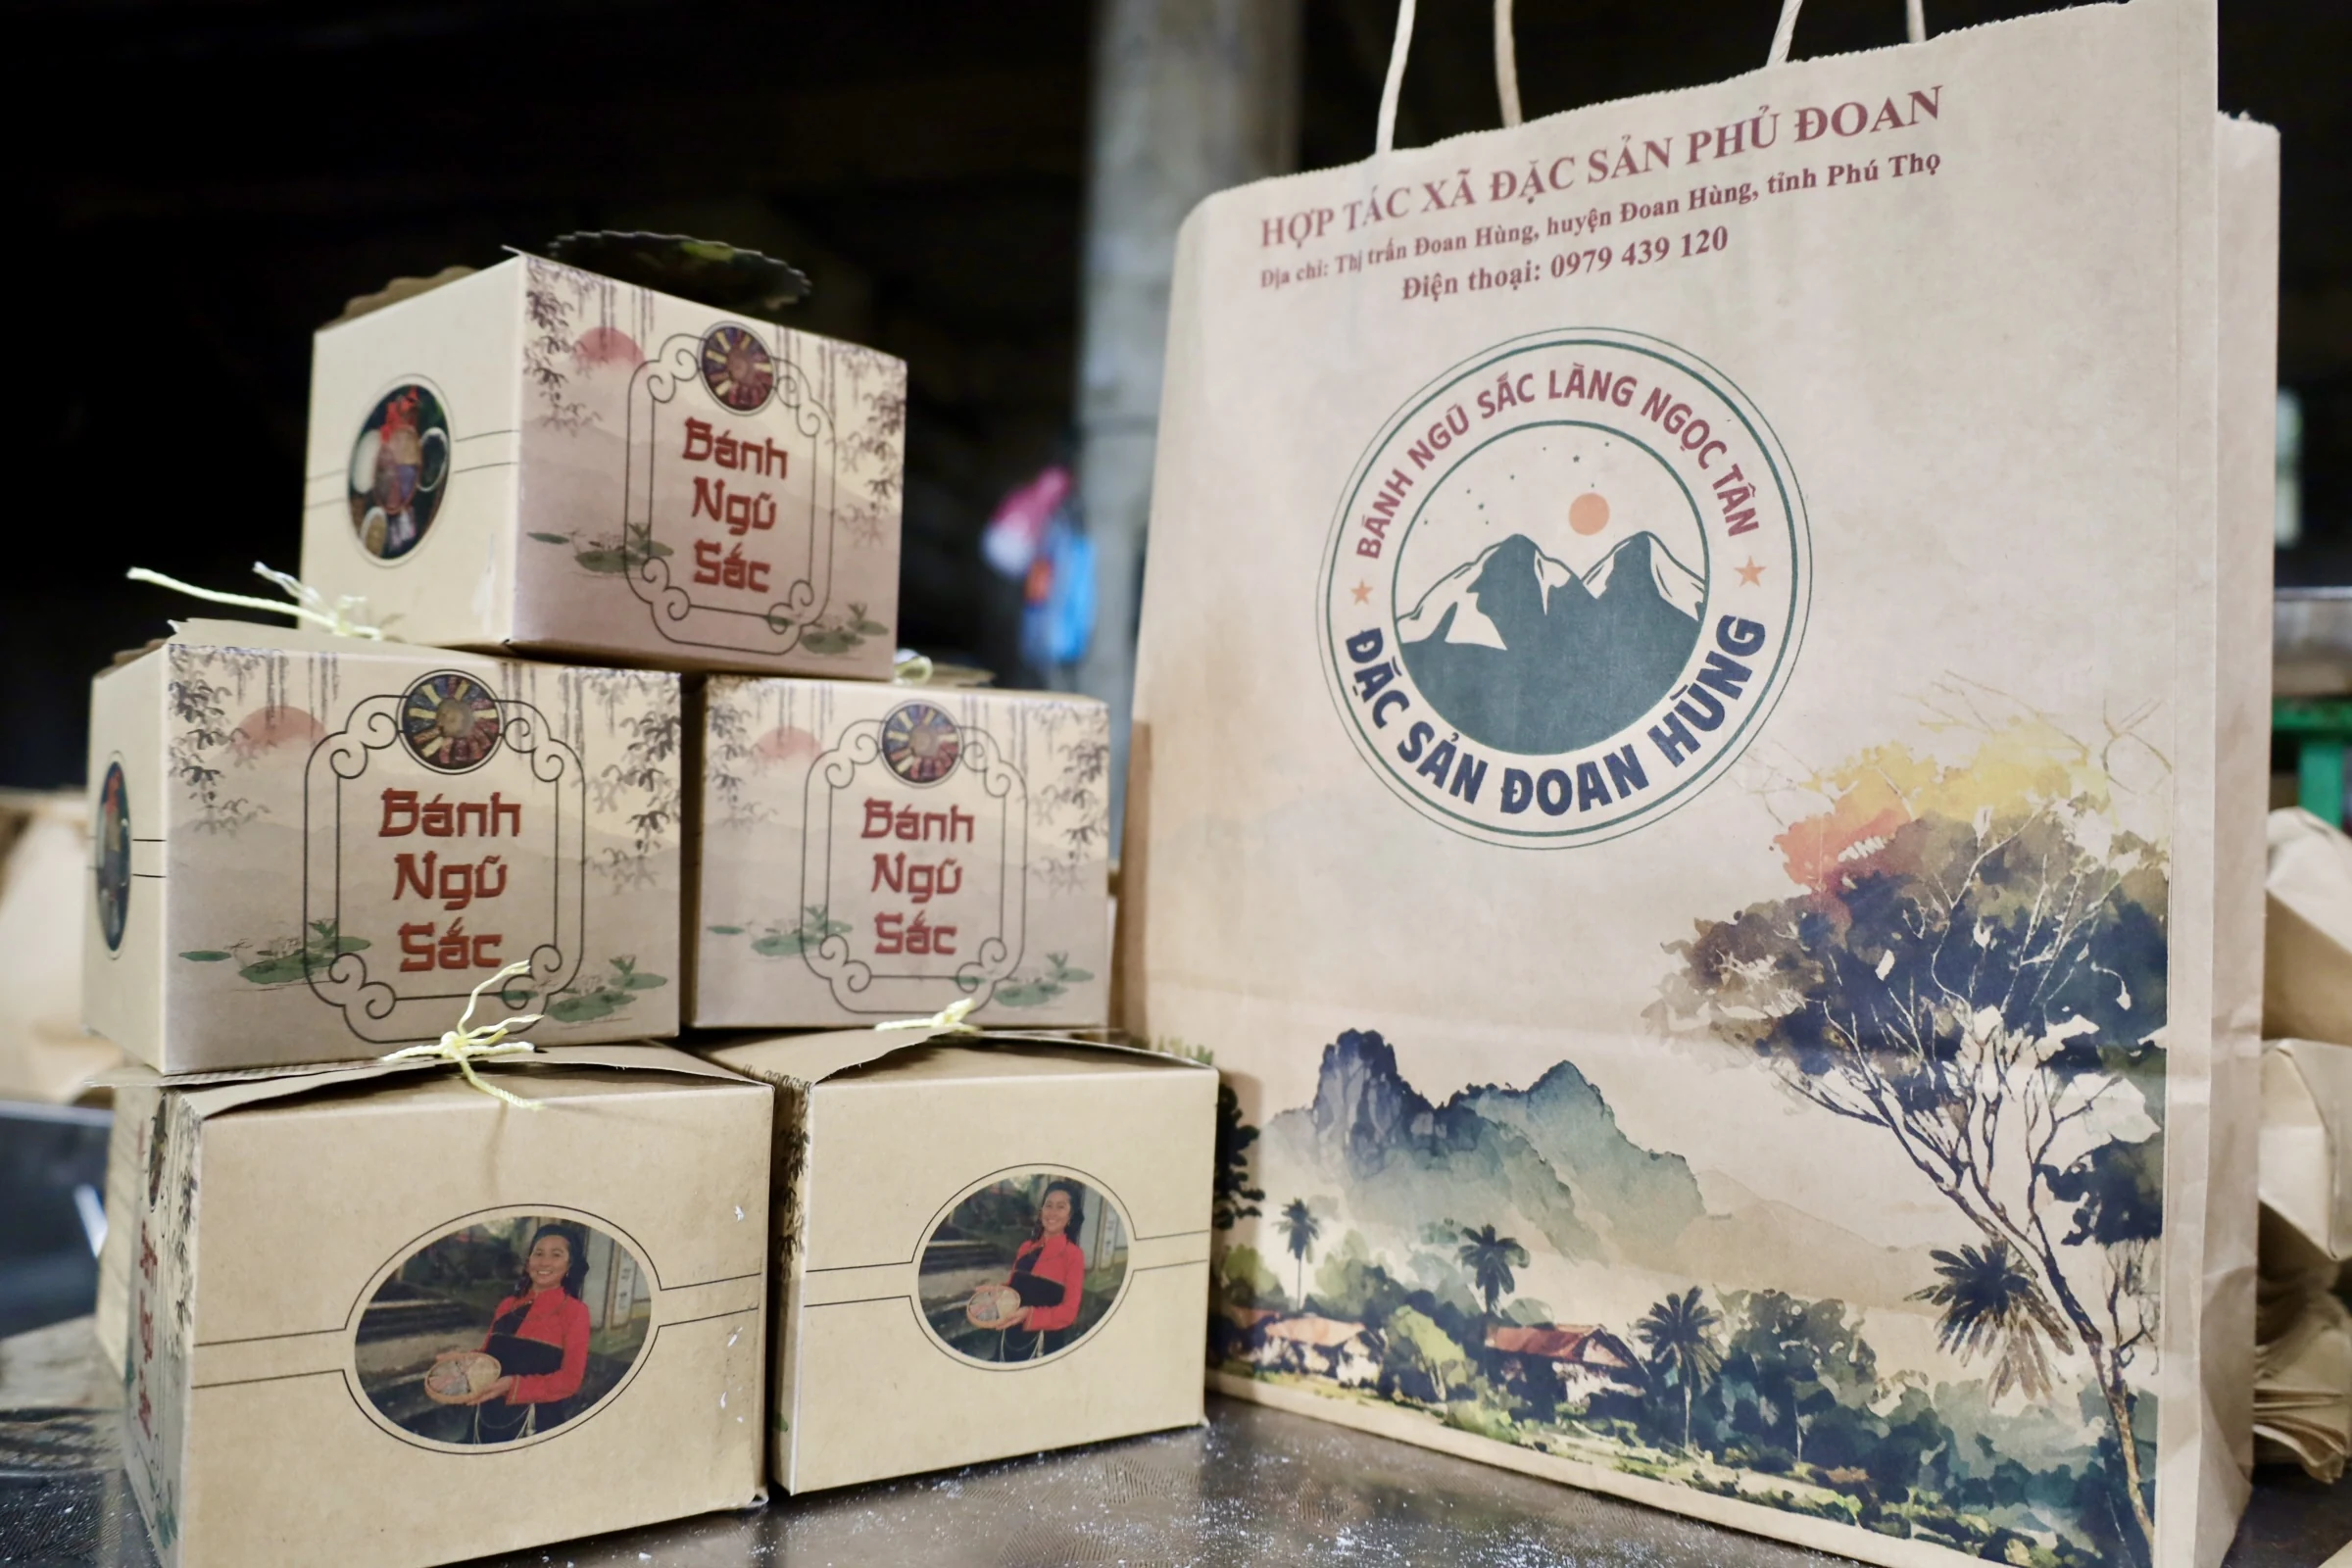 Bánh
Ngũ
Sắc
Bánh
Ngũ
Sắc
Bánh
Ngũ
Sắc
HỢP TÁC XÃ ĐẶC SẢN PHỦ ĐOAN
Địa chỉ: Thị trấn Đoan Hùng, huyện Đoan Hùng, tỉnh Phú Thọ
Điện thoại: 0979 439 120
BÁNH NGŨ SẮC LÀNG NGỌC TÂN
ĐẶC SẢN ĐOAN HÙNG